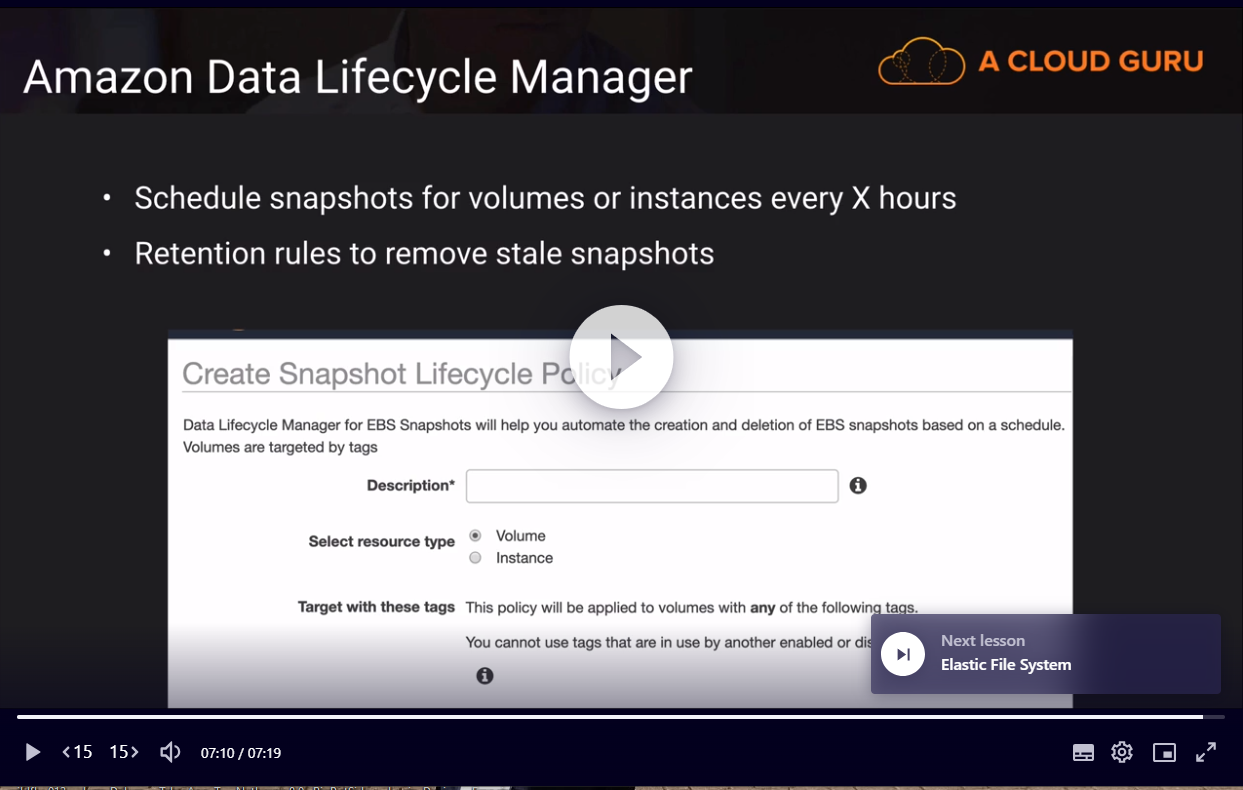 Amazon Data Lifecycle Manager
A CLOUD GURU
• Schedule snapshots for volumes or instances every X hours
• Retention rules to remove stale snapshots
Create Snapshot Lifecycle Policy
Data Lifecycle Manager for EBS Snapshots will help you automate the creation and deletion of EBS snapshots based on a schedule.
Volumes are targeted by tags
Description*
Select resource type
Volume
Instance
Target with these tags This policy will be applied to volumes with any of the following tags.
You cannot use tags that are in use by another enabled or
Next lesson
Elastic File System
<15 15> 07:10 / 07:19